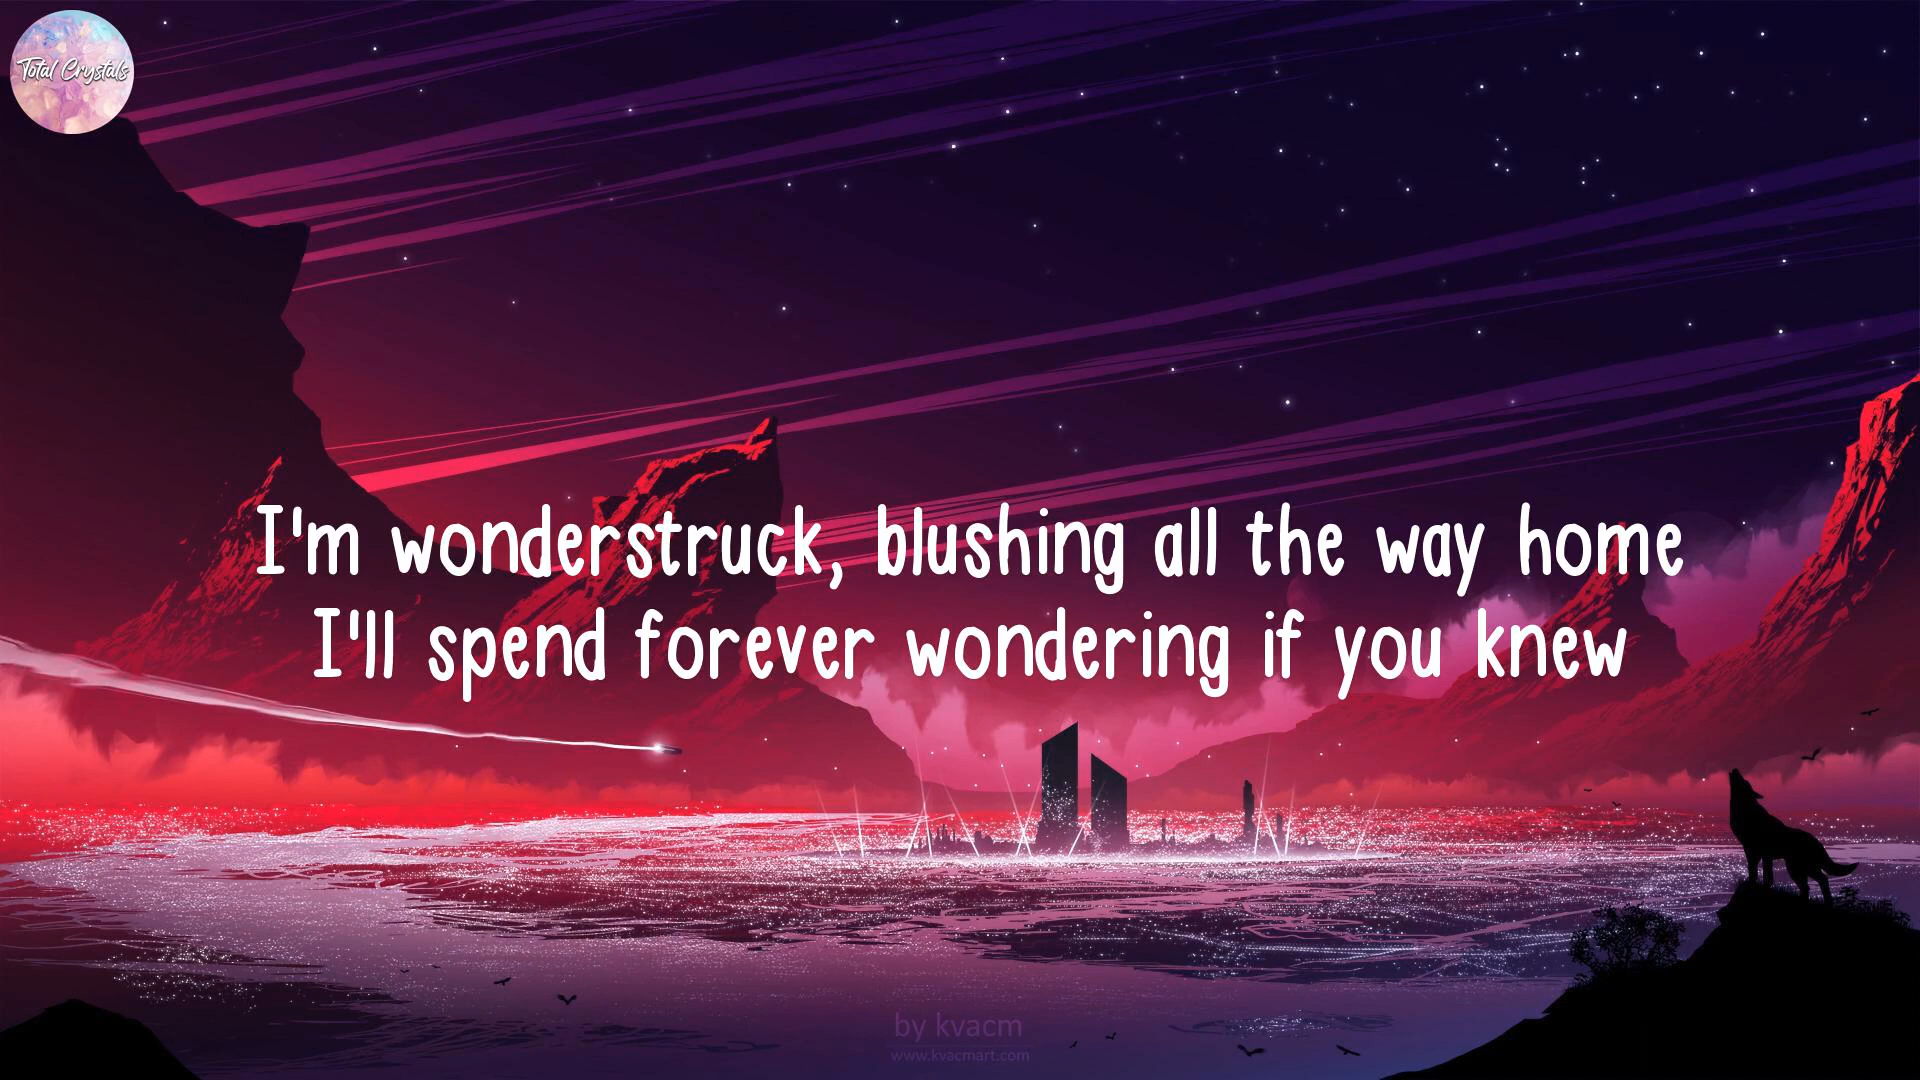 Total Crystals
I'm wonderstruck, blushing all the way home
I'll spend forever wondering if you knew
by kvacm
www.kvacmart.com